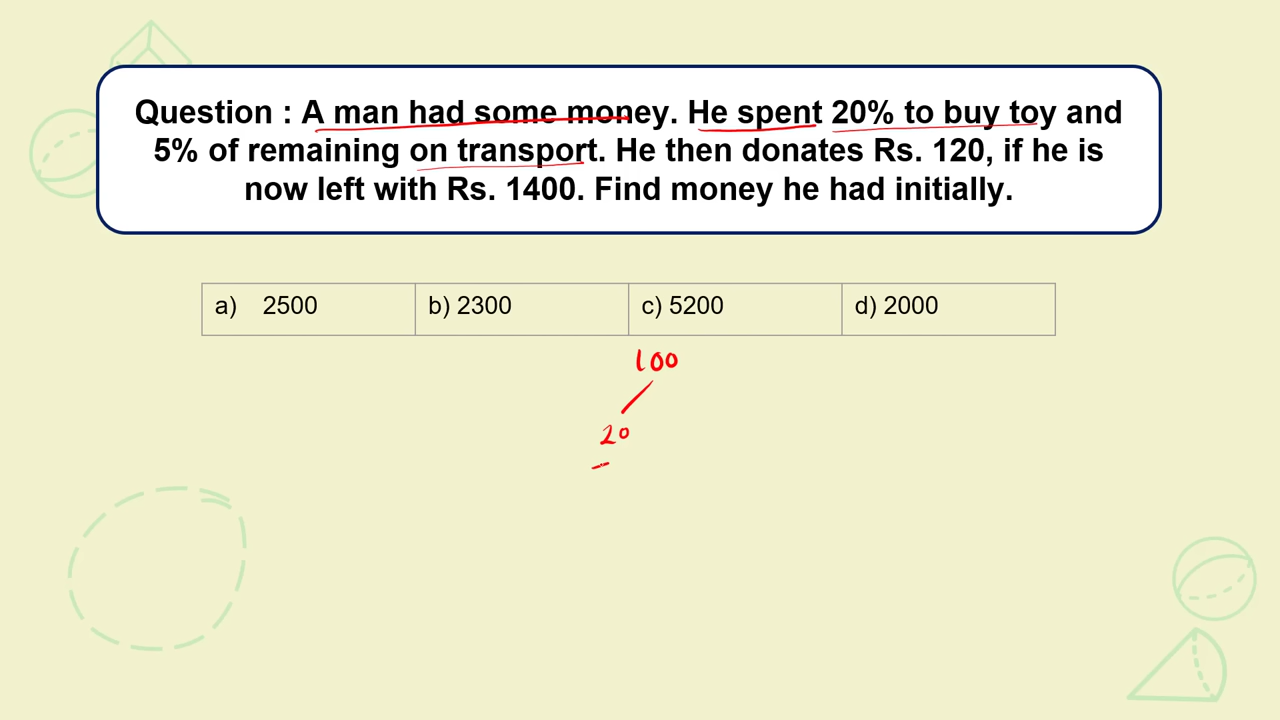 Question : A man had some money. He spent 20% to buy toy and
5% of remaining on transport. He then donates Rs. 120, if he is
now left with Rs. 1400. Find money he had initially.
a) 2500 b) 2300 c) 5200 d) 2000
100
20